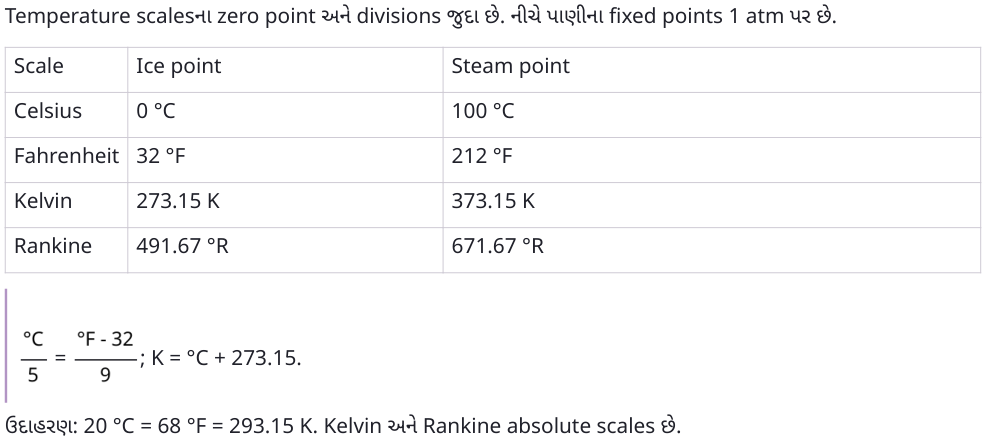 Temperature scalesના zero point અને divisions જુદા છે. નીચે પાણીના fixed points 1 atm પર છે.
Scale Ice point Steam point
Celsius 0 °C 100 °C
Fahrenheit 32 °F 212 °F
Kelvin 273.15 K 373.15 K
Rankine 491.67 °R 671.67 °R
°C/5 = °F - 32/9; K = °C + 273.15.
ઉદાહરણ: 20 °C = 68 °F = 293.15 K. Kelvin અને Rankine absolute scales છે.